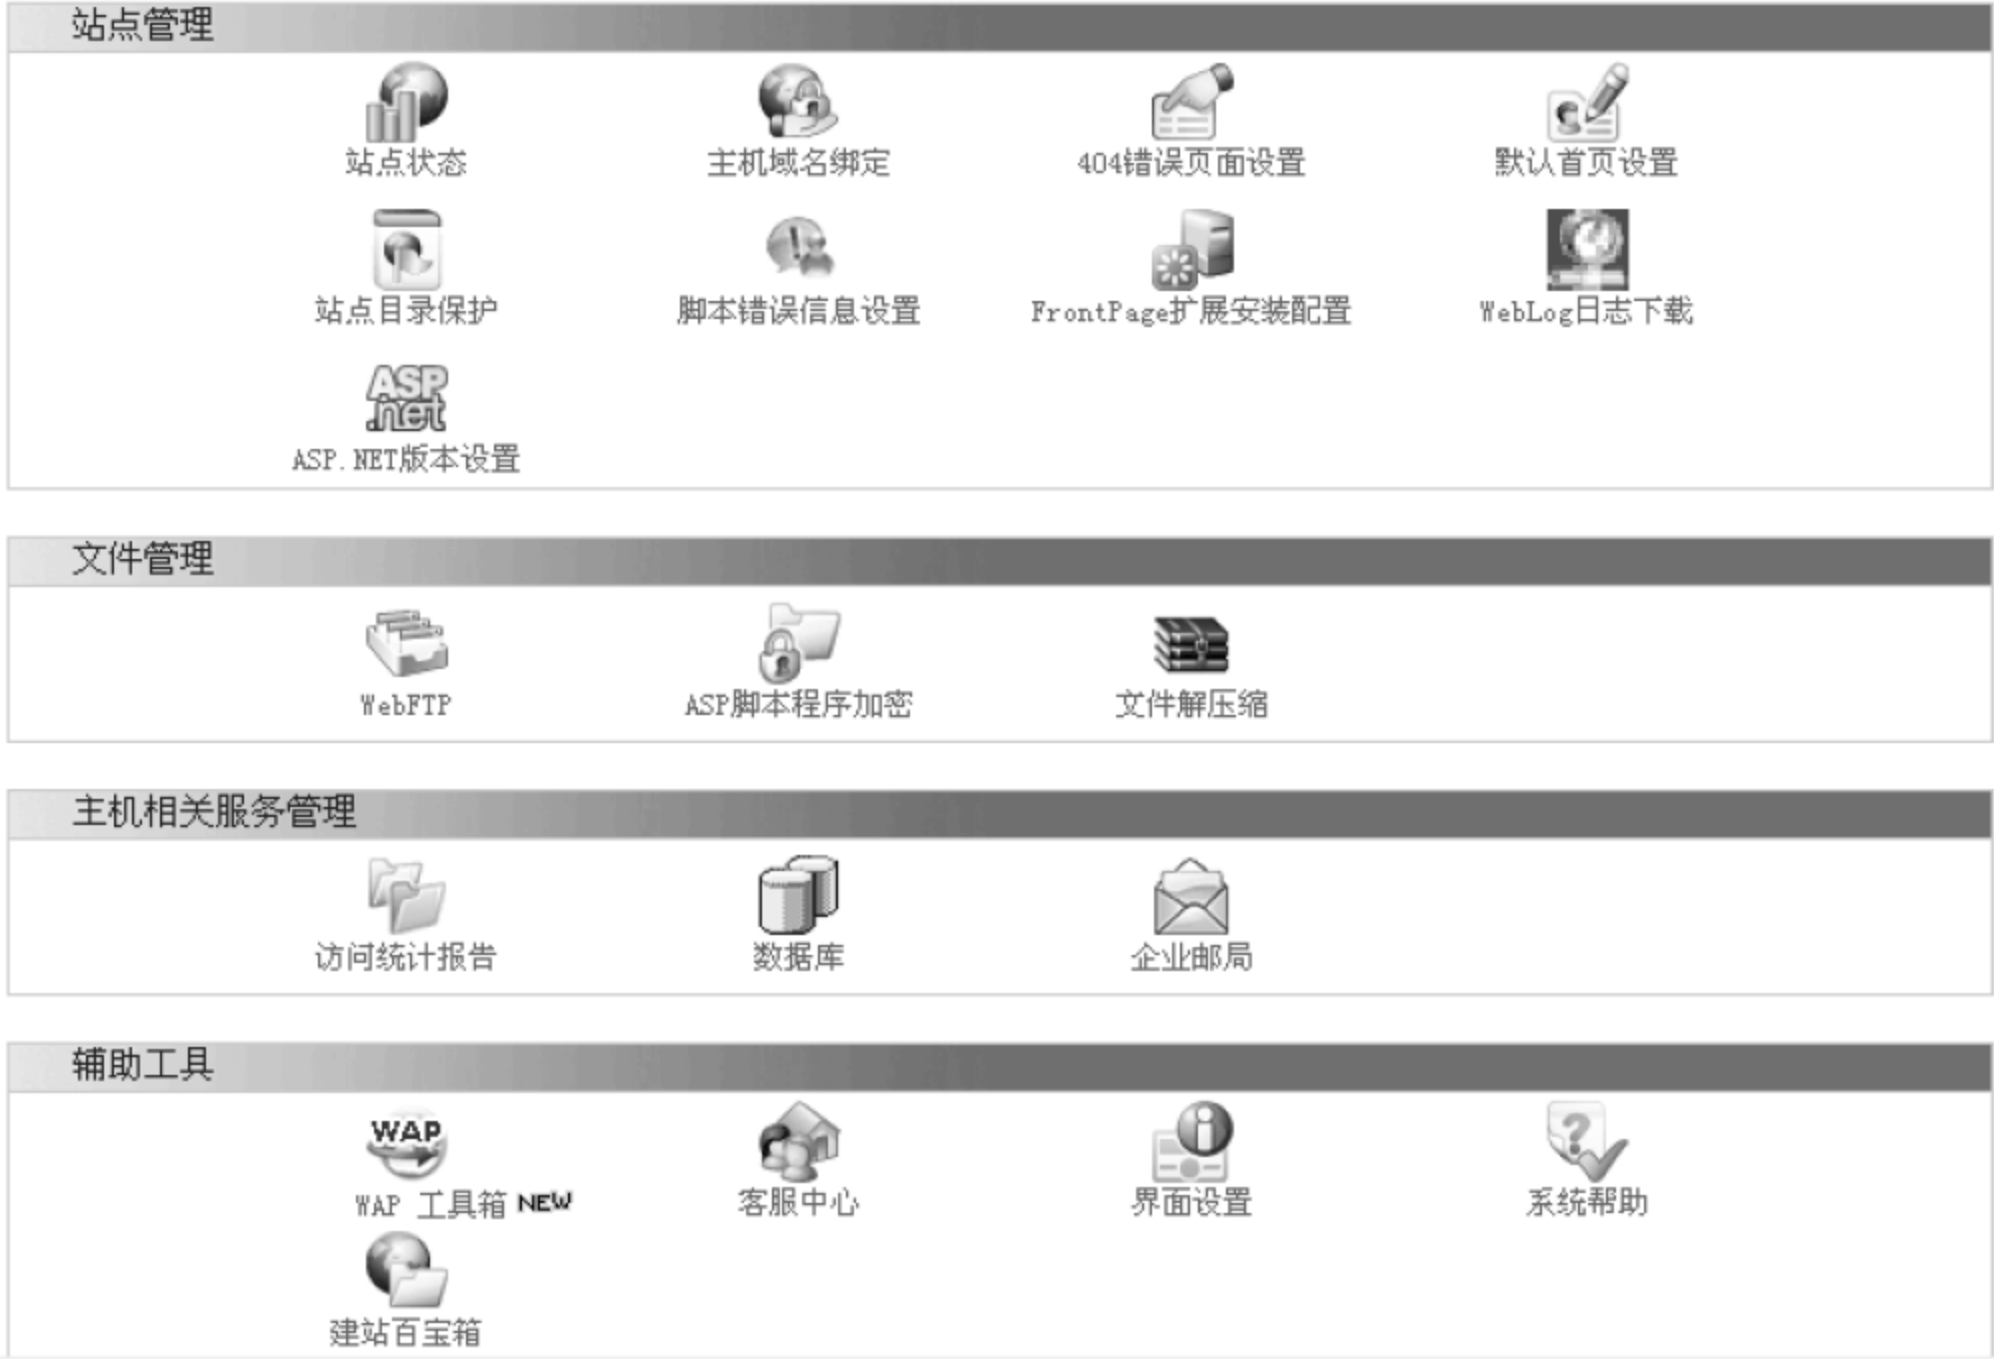 站点管理
站点状态 主机域名绑定 404错误页面设置 默认首页设置
站点目录保护 脚本错误信息设置 FrontPage扩展安装配置 WebLog日志下载
ASP
.net
ASP.NET版本设置
文件管理
WebFTP ASP脚本程序加密 文件解压缩
主机相关服务管理
访问统计报告 数据库 企业邮局
辅助工具
WAP
WAP 工具箱 NEW 客服中心 界面设置 系统帮助
建站百宝箱